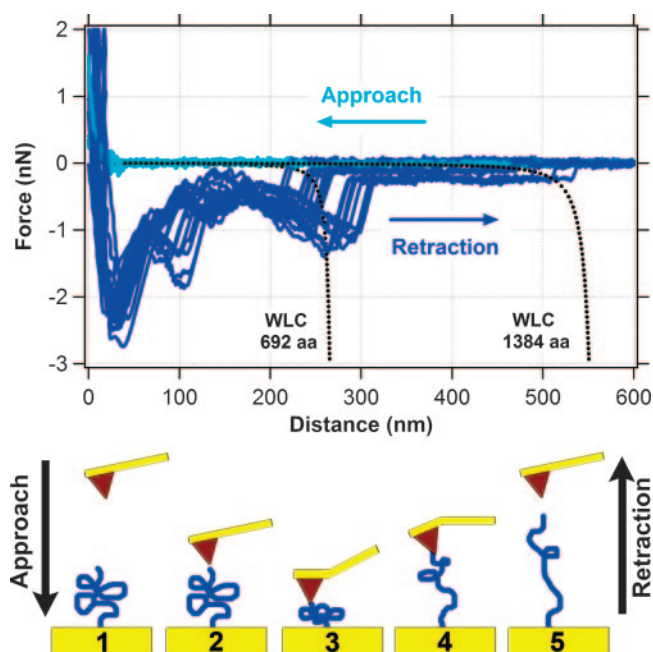 2
1
0
-1
-2
-3
Force (nN)
Approach
Retraction
WLC
692 aa
WLC
1384 aa
0
100
200
300
400
500
600
Distance (nm)
Approach
Retraction
1
2
3
4
5